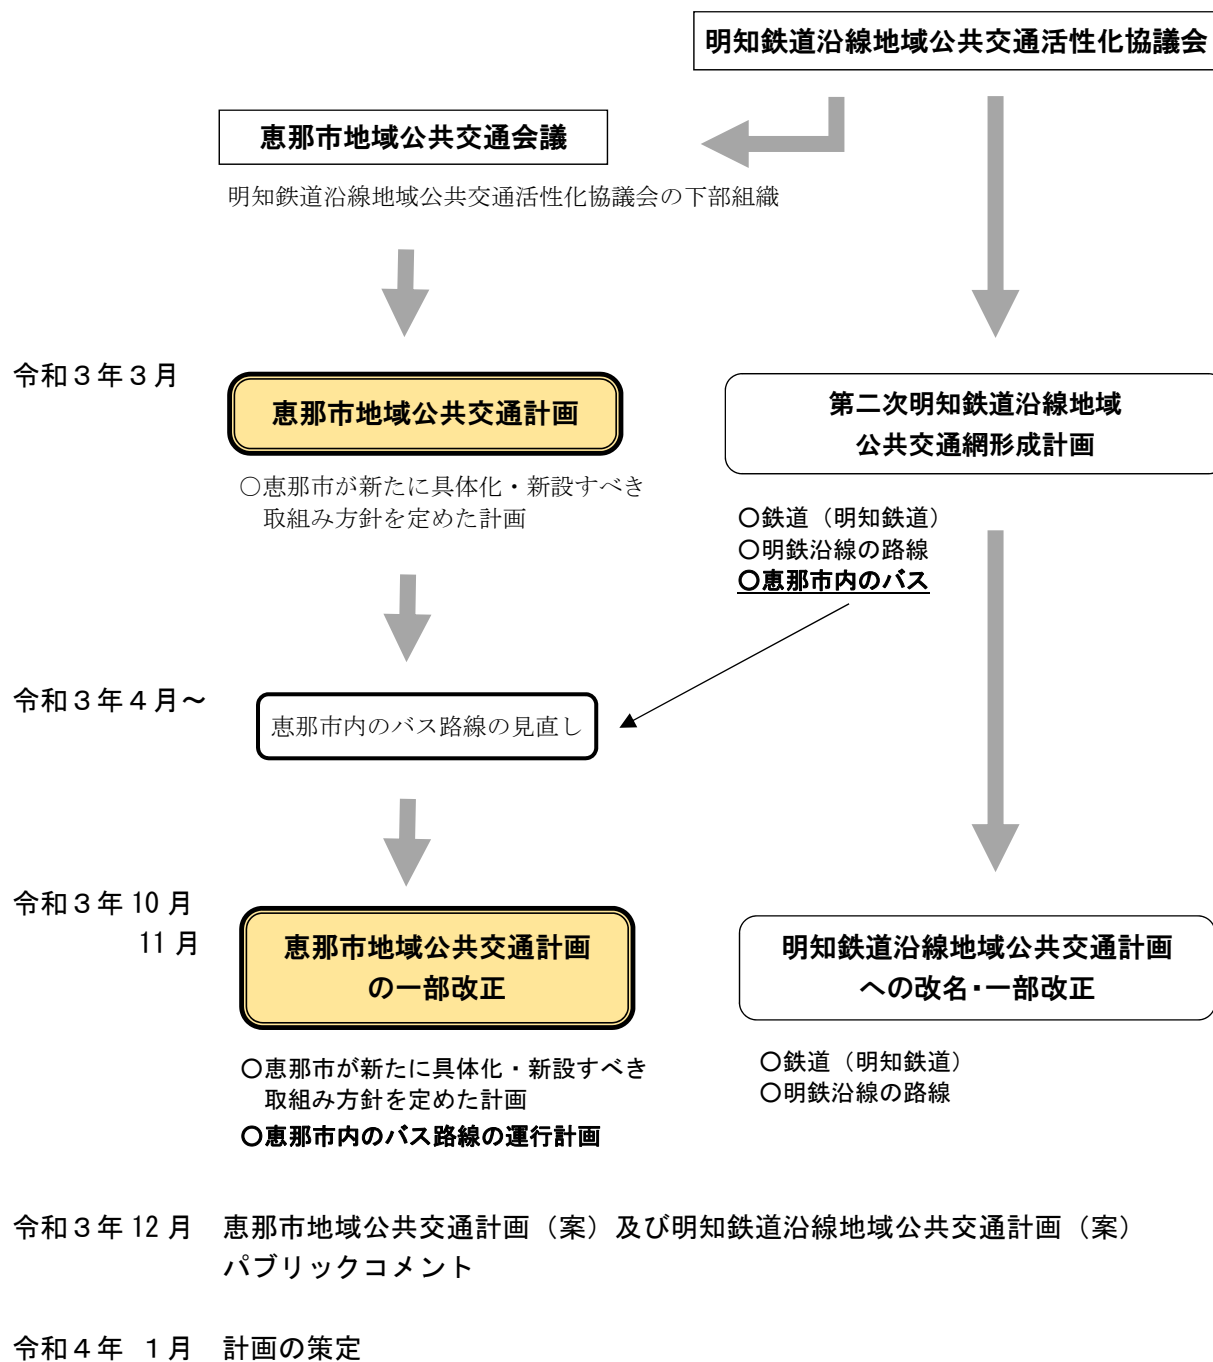 明知鉄道沿線地域公共交通活性化協議会
恵那市地域公共交通会議
明知鉄道沿線地域公共交通活性化協議会の下部組織
令和３年３月
恵那市地域公共交通計画
○恵那市が新たに具体化・新設すべき
取組み方針を定めた計画
第二次明知鉄道沿線地域
公共交通網形成計画
○鉄道（明知鉄道）
○明鉄沿線の路線
○恵那市内のバス
令和３年４月～
恵那市内のバス路線の見直し
令和３年10月
11月
恵那市地域公共交通計画
の一部改正
○恵那市が新たに具体化・新設すべき
取組み方針を定めた計画
○恵那市内のバス路線の運行計画
明知鉄道沿線地域公共交通計画
への改名・一部改正
○鉄道（明知鉄道）
○明鉄沿線の路線
令和３年12月　恵那市地域公共交通計画（案）及び明知鉄道沿線地域公共交通計画（案）
パブリックコメント
令和４年　１月　計画の策定